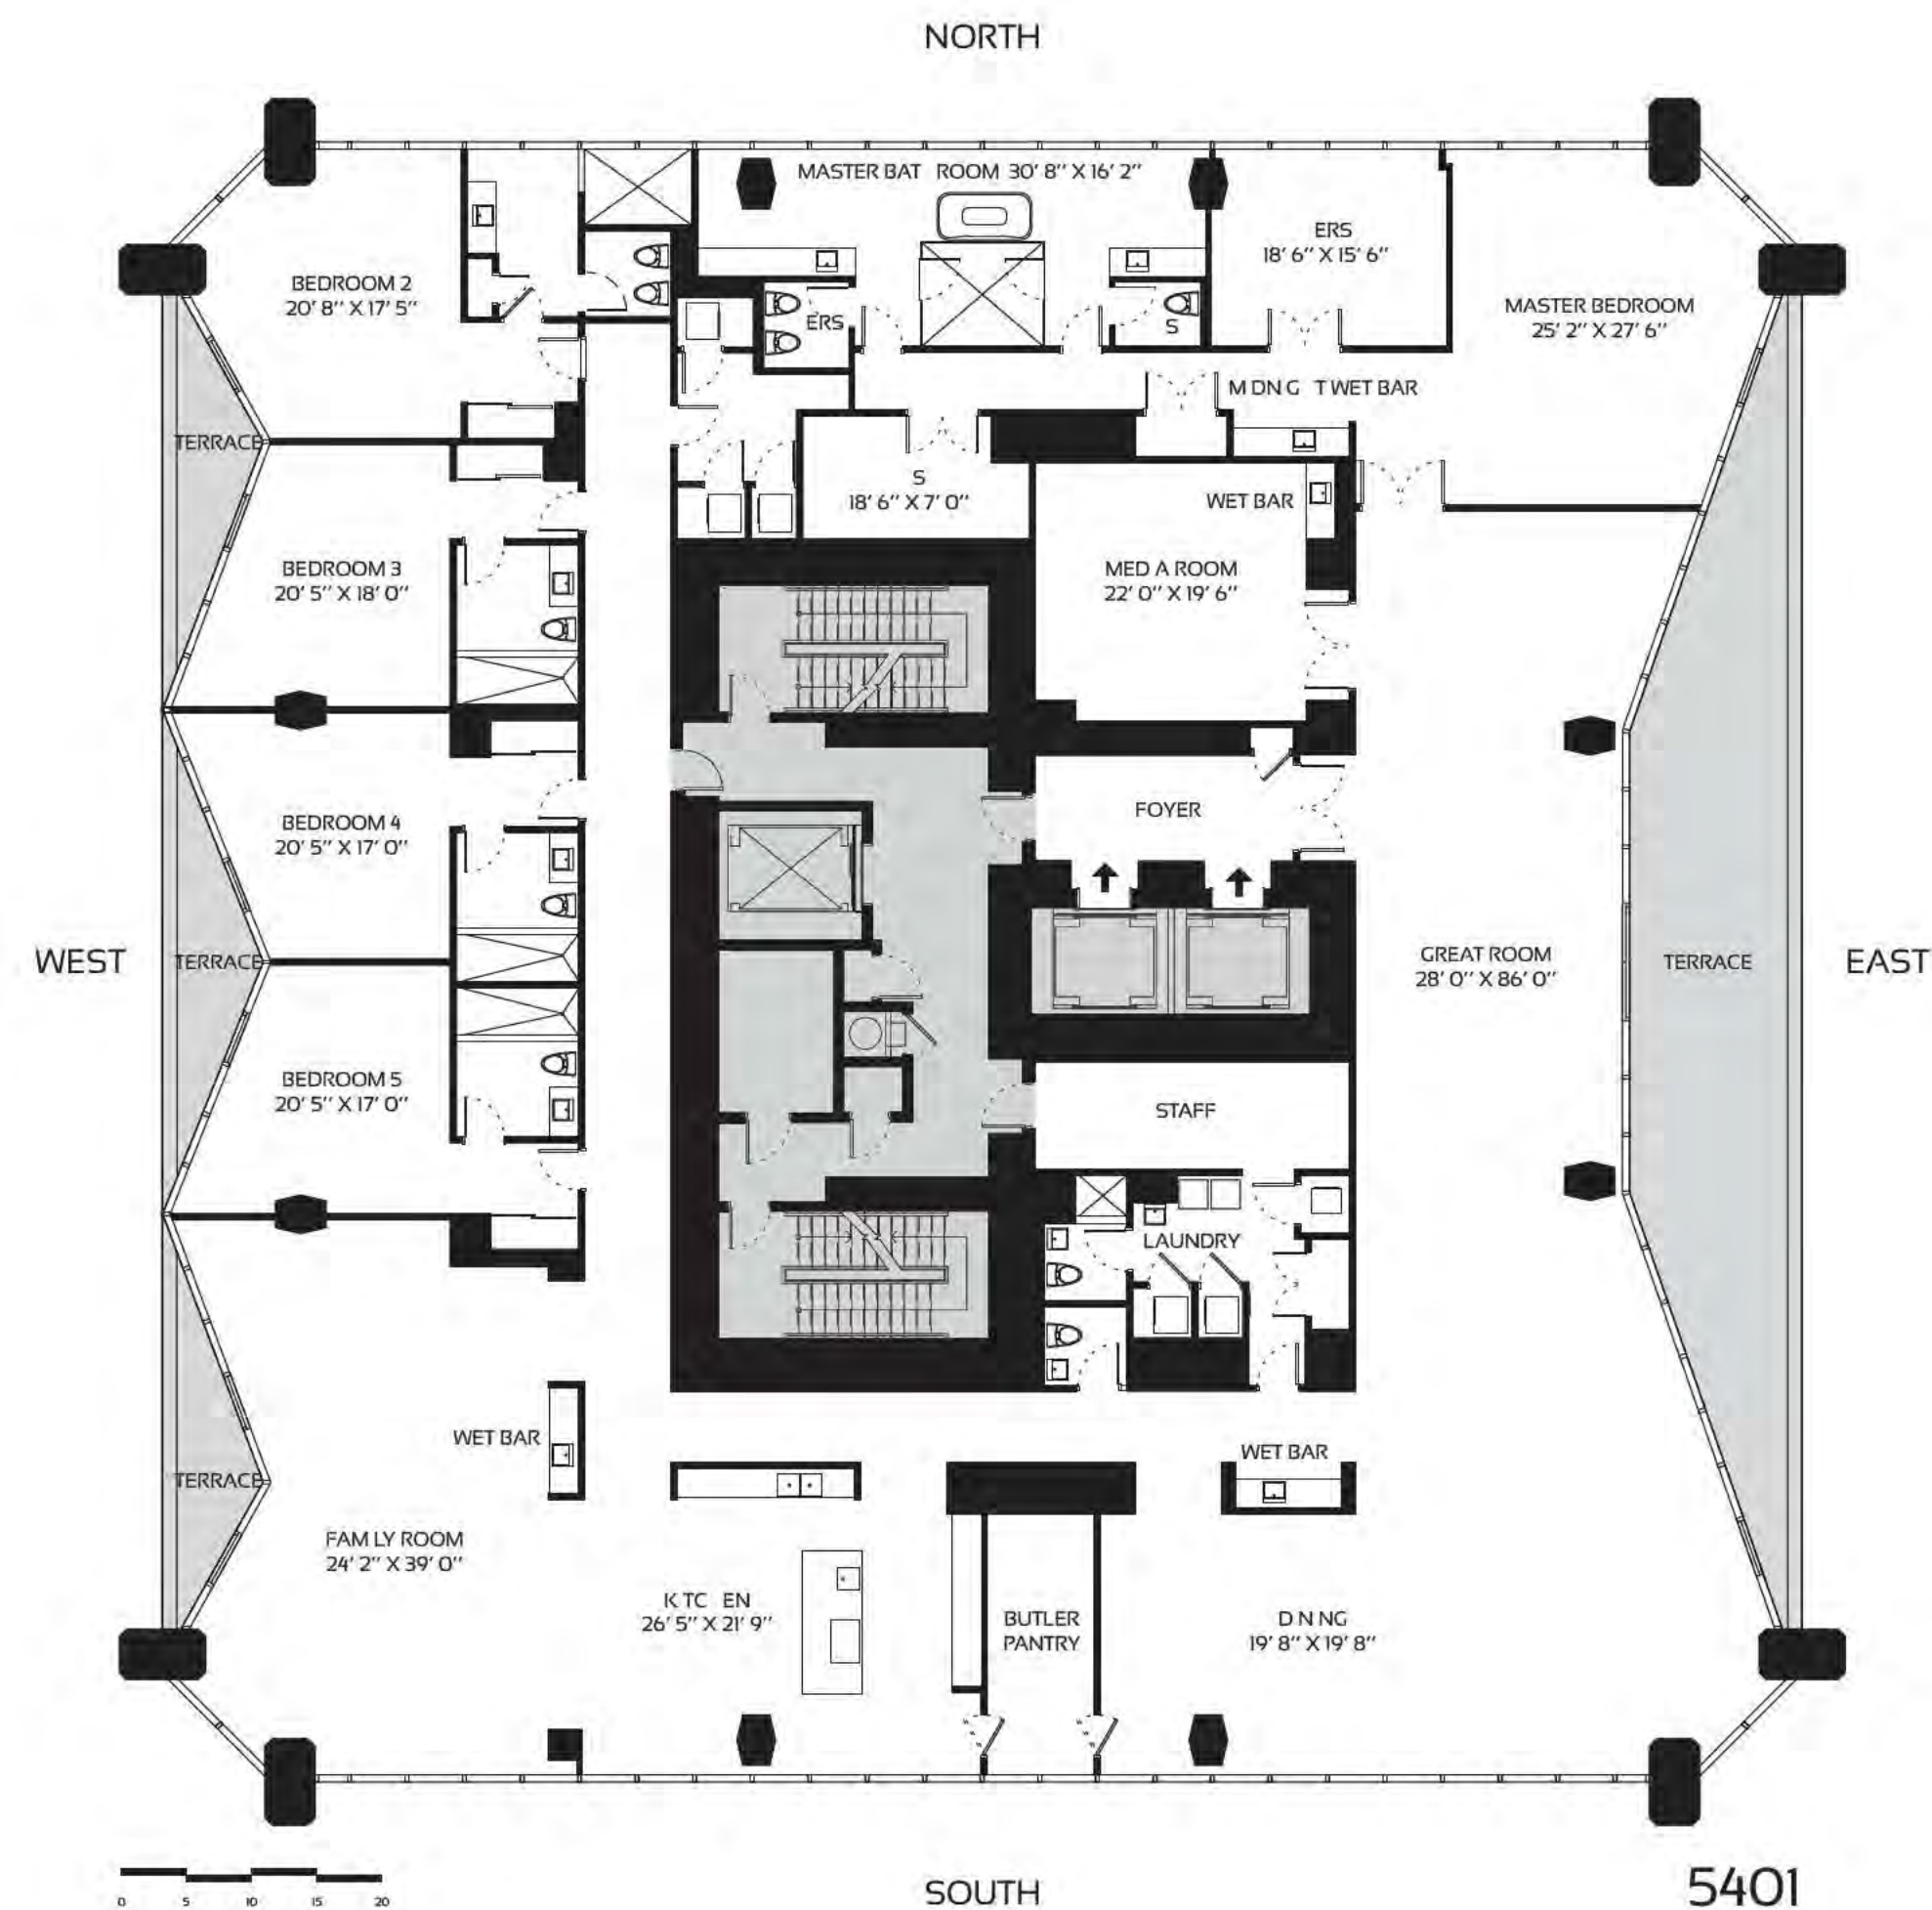 NORTH
MASTER BAT ROOM 30' 8" X 16' 2"
ERS
18' 6" X 15' 6"
BEDROOM 2
20' 8" X 17' 5"
MASTER BEDROOM
25' 2" X 27' 6"
ERS
S
M DN G T WET BAR
TERRACE
S
18' 6" X 7' 0"
WET BAR
BEDROOM 3
20' 5" X 18' 0"
MED A ROOM
22' 0" X 19' 6"
FOYER
BEDROOM 4
20' 5" X 17' 0"
WEST
TERRACE
GREAT ROOM
28' 0" X 86' 0"
TERRACE
EAST
BEDROOM 5
20' 5" X 17' 0"
STAFF
LAUNDRY
WET BAR
WET BAR
TERRACE
FAM LY ROOM
24' 2" X 39' 0"
K TC EN
26' 5" X 21' 9"
BUTLER
PANTRY
D N NG
19' 8" X 19' 8"
0 5 10 15 20
SOUTH
5401